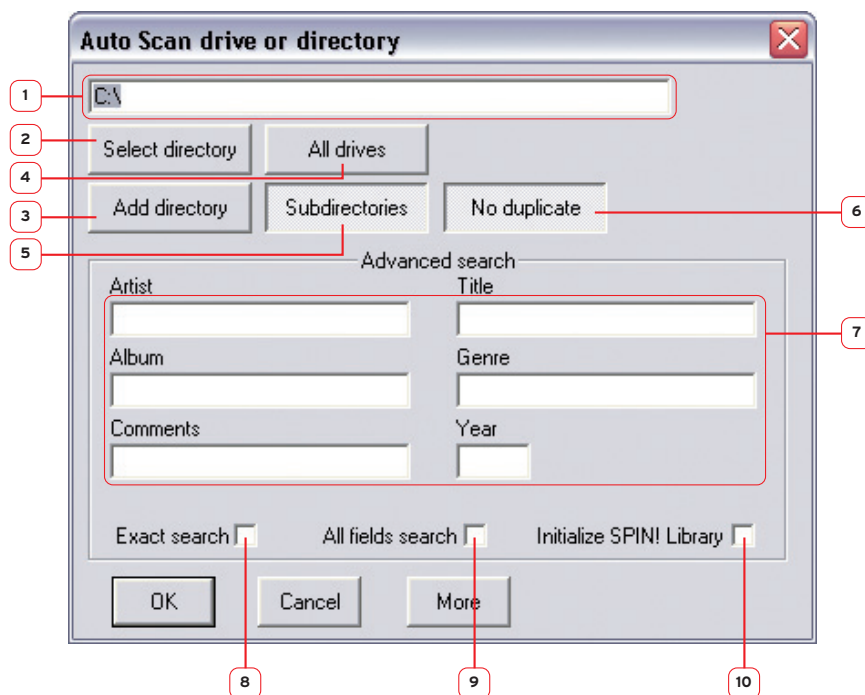 Auto Scan drive or directory
1
C:\
2
Select directory
All drives
4
3
Add directory
Subdirectories
No duplicate
6
5
Advanced search
Artist
Title
7
Album
Genre
Comments
Year
Exact search
All fields search
Initialize SPIN! Library
OK
Cancel
More
8
9
10